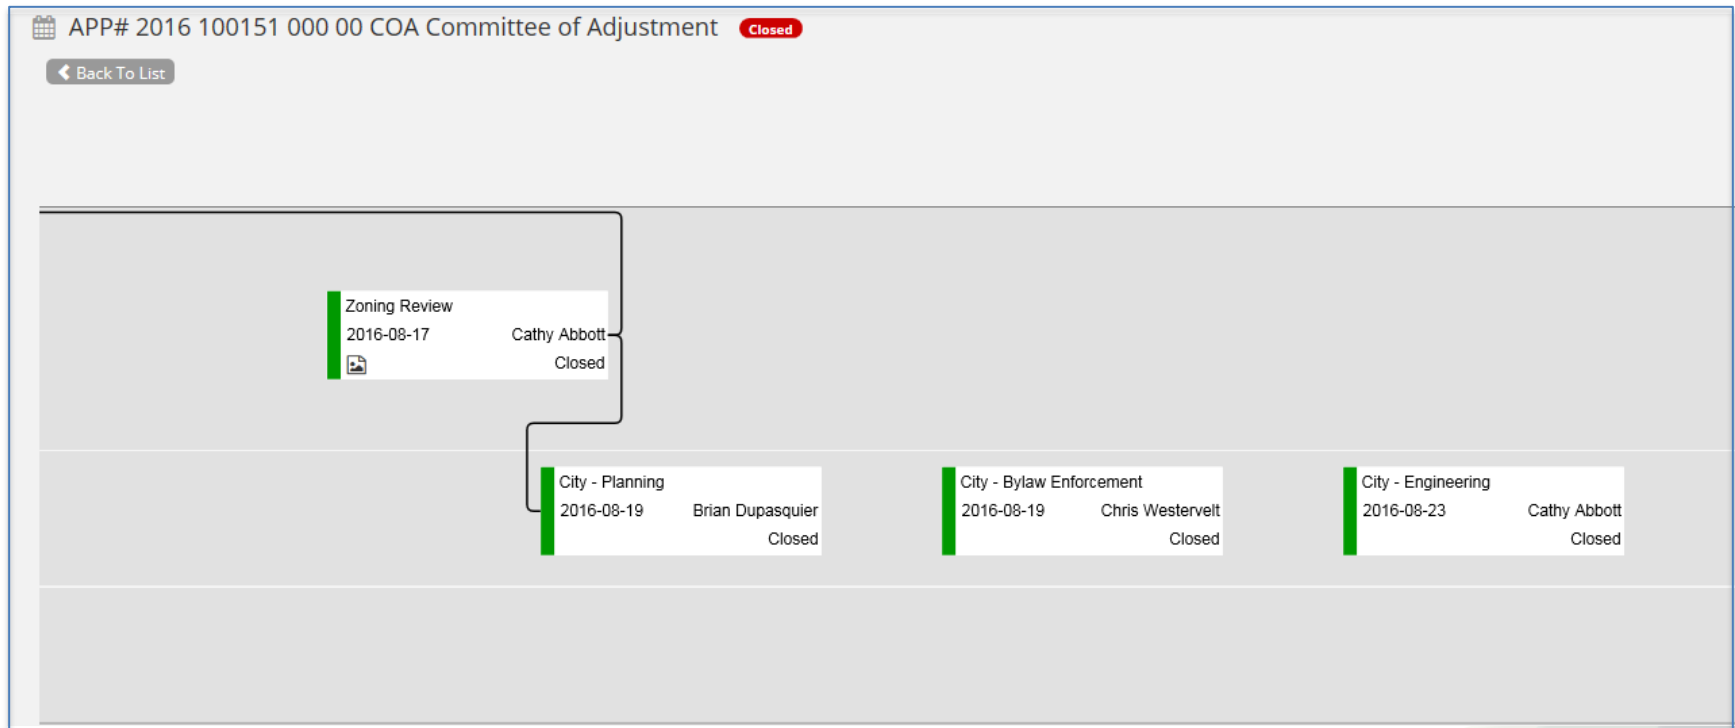 APP# 2016 100151 000 00 COA Committee of Adjustment Closed
Back To List
Zoning Review
2016-08-17 Cathy Abbott
Closed
City - Planning
2016-08-19 Brian Dupasquier
Closed
City - Bylaw Enforcement
2016-08-19 Chris Westervelt
Closed
City - Engineering
2016-08-23 Cathy Abbott
Closed